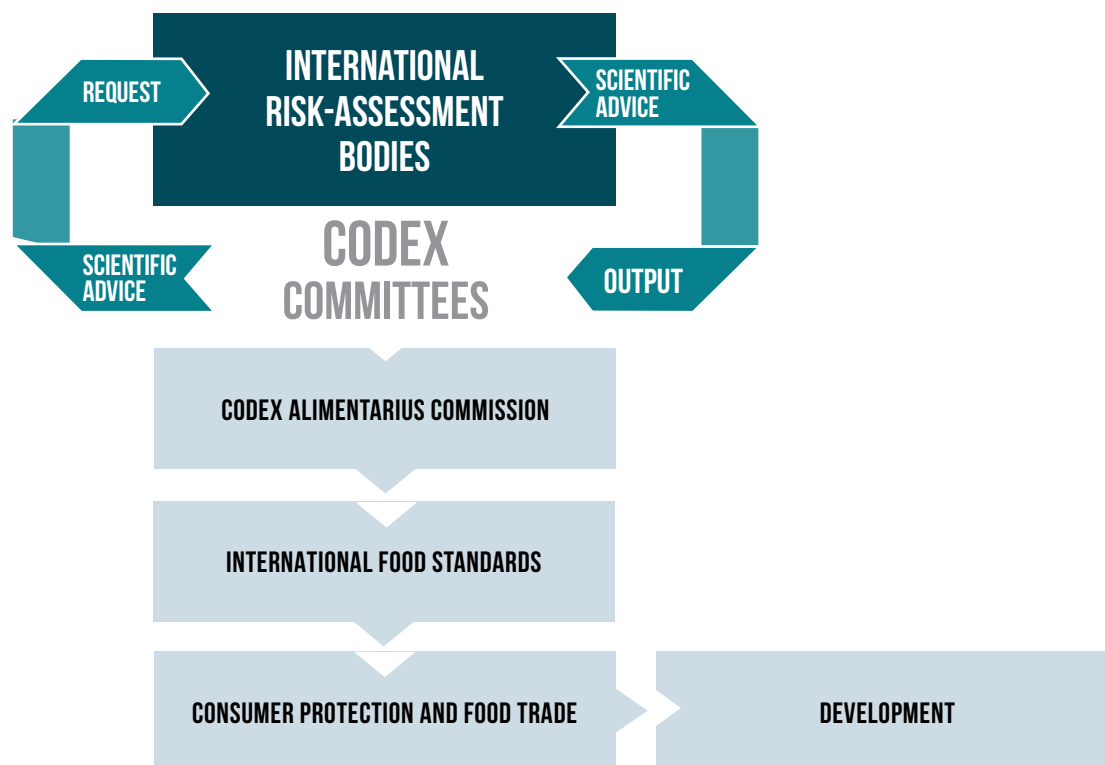 REQUEST
INTERNATIONAL
RISK-ASSESSMENT
BODIES
SCIENTIFIC
ADVICE
SCIENTIFIC
ADVICE
CODEX
COMMITTEES
OUTPUT
CODEX ALIMENTARIUS COMMISSION
INTERNATIONAL FOOD STANDARDS
CONSUMER PROTECTION AND FOOD TRADE
DEVELOPMENT